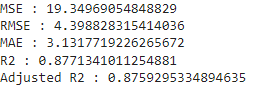 MSE : 19.34969054848829
RMSE : 4.398828315414036
MAE : 3.1317719226265672
R2 : 0.8771341011254881
Adjusted R2 : 0.8759295334894635